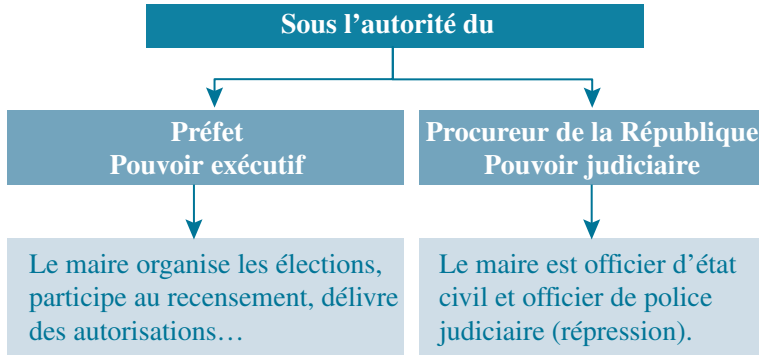 Sous l’autorité du
Préfet
Pouvoir exécutif
Procureur de la République
Pouvoir judiciaire
Le maire organise les élections,
participe au recensement, délivre
des autorisations…
Le maire est officier d’état
civil et officier de police
judiciaire (répression).